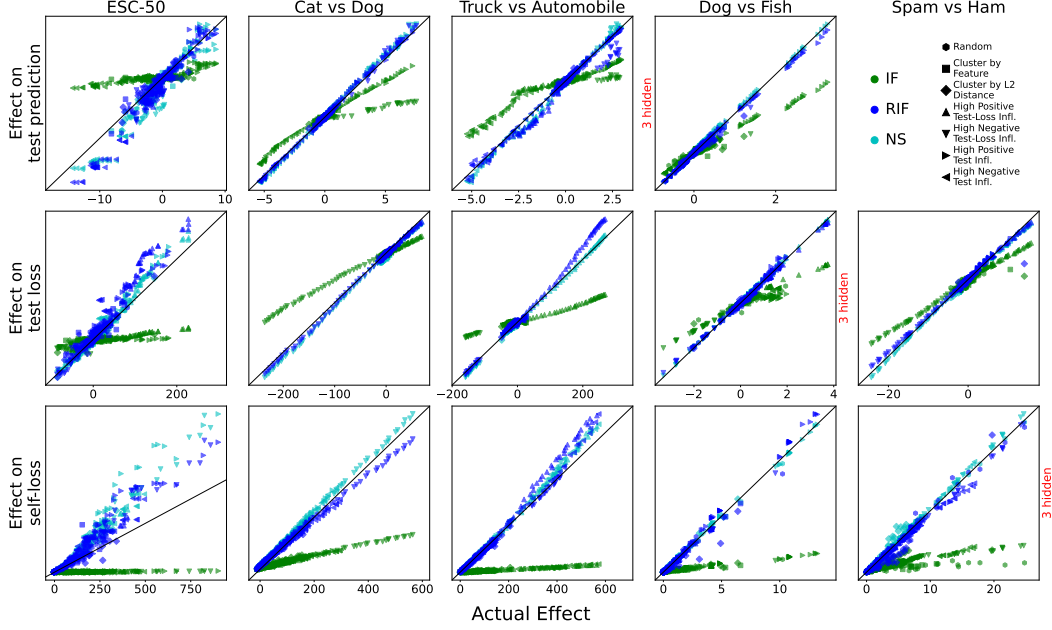 ESC-50
Cat vs Dog
Truck vs Automobile
Dog vs Fish
Spam vs Ham
Effect on
test prediction
−10 0 10
−5 0 5
−5.0 −2.5 0.0 2.5
3 hidden
0 2
IF
RIF
NS
Random
Cluster by
Feature
Cluster by L2
Distance
High Positive
Test-Loss Infl.
High Negative
Test-Loss Infl.
High Positive
Test Infl.
High Negative
Test Infl.
Effect on
test loss
0 200
−200 −100 0
−200 0 200
−2 0 2 4
3 hidden
−20 0
Effect on
self-loss
0 250 500 750
0 200 400 600
0 200 400 600
0 5 10
0 10 20
3 hidden
Actual Effect